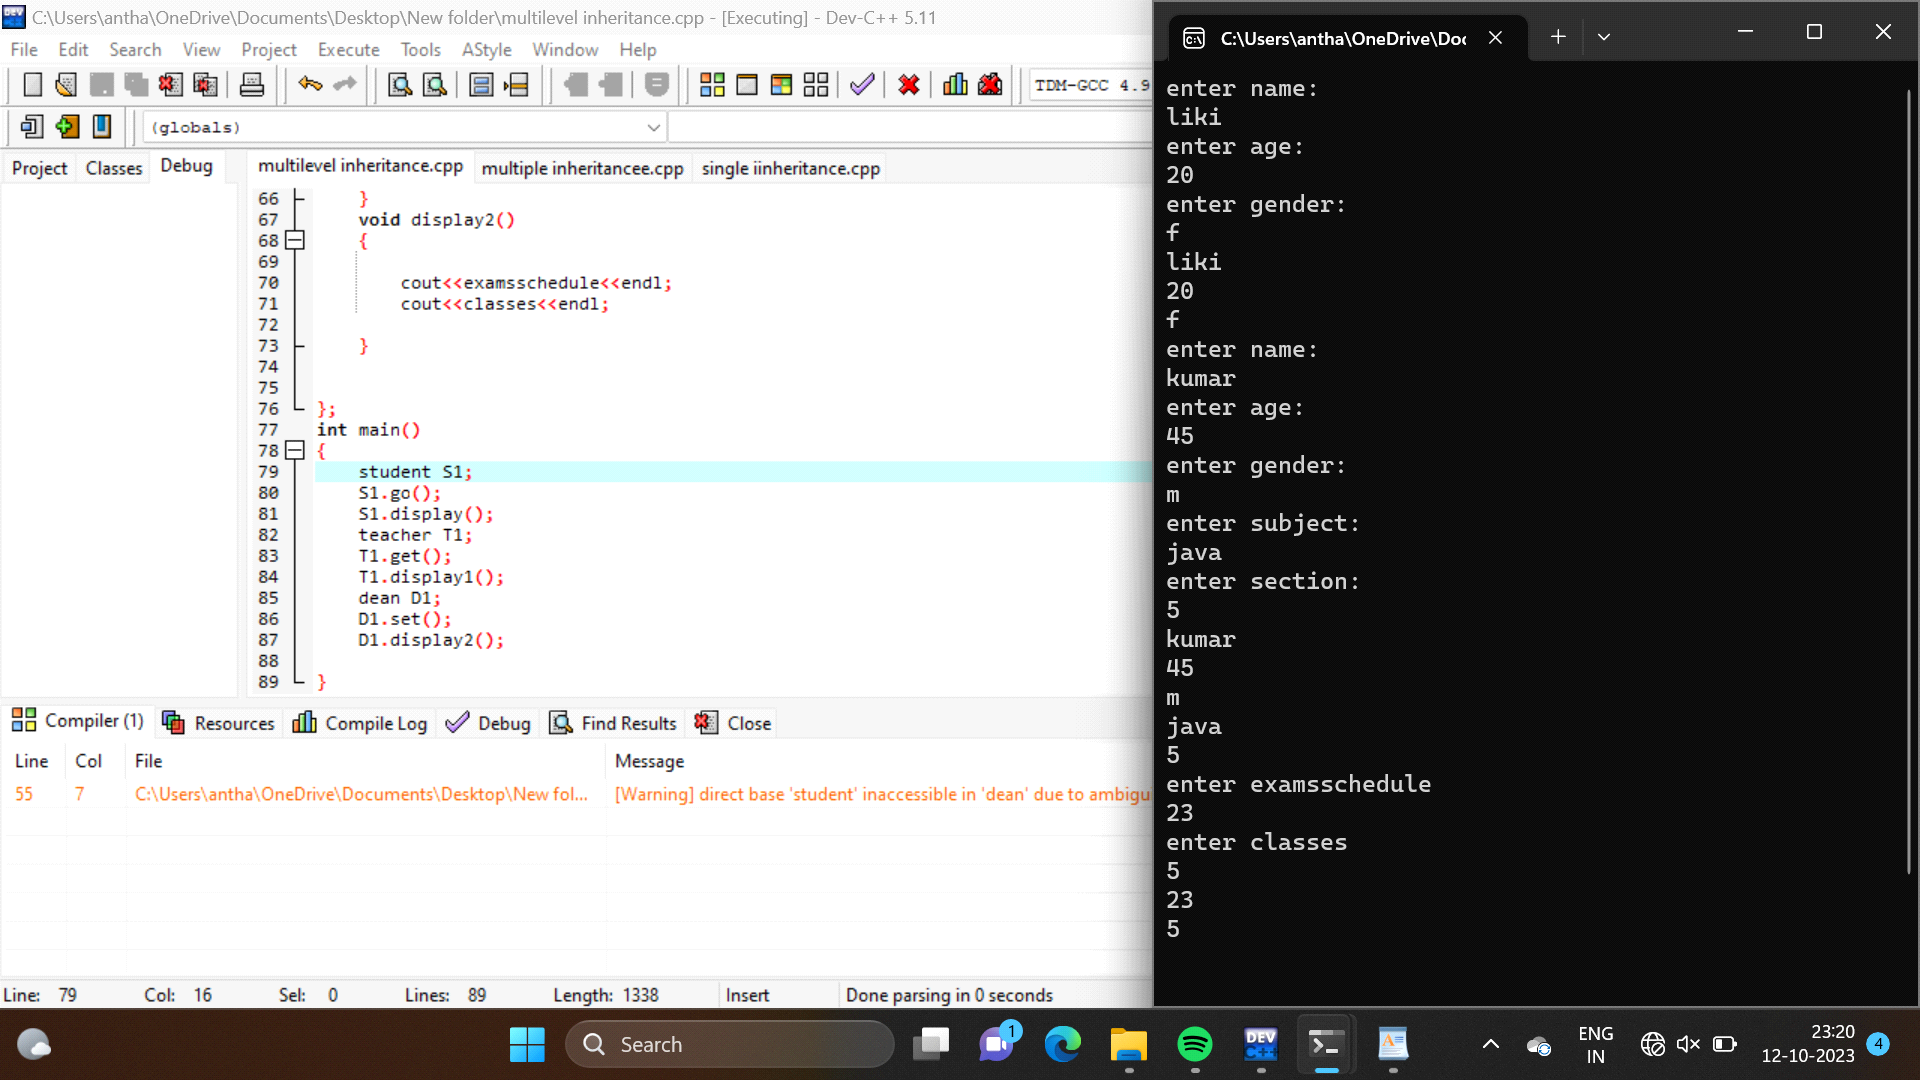 C:\Users\antha\OneDrive\Documents\Desktop\New folder\multilevel inheritance.cpp - [Executing] - Dev-C++ 5.11
File Edit Search View Project Execute Tools AStyle Window Help
TDM-GCC 4.9
(globals)
Project Classes Debug
multilevel inheritance.cpp multiple inheritancee.cpp single iinheritance.cpp
66 }
67 void display2()
68 {
69
70 cout<<examsschedule<<endl;
71 cout<<classes<<endl;
72
73 }
74
75
76 };
77 int main()
78 {
79 student S1;
80 S1.go();
81 S1.display();
82 teacher T1;
83 T1.get();
84 T1.display1();
85 dean D1;
86 D1.set();
87 D1.display2();
88
89 }
Compiler (1) Resources Compile Log Debug Find Results Close
Line Col File Message
55 7 C:\Users\antha\OneDrive\Documents\Desktop\New fol... [Warning] direct base 'student' inaccessible in 'dean' due to ambigu
Line: 79 Col: 16 Sel: 0 Lines: 89 Length: 1338 Insert Done parsing in 0 seconds
C:\Users\antha\OneDrive\Doc
enter name:
liki
enter age:
20
enter gender:
f
liki
20
f
enter name:
kumar
enter age:
45
enter gender:
m
enter subject:
java
enter section:
5
kumar
45
m
java
5
enter examsschedule
23
enter classes
5
23
5
Search
1
DEV
C++
ENG
IN
23:20
12-10-2023
4